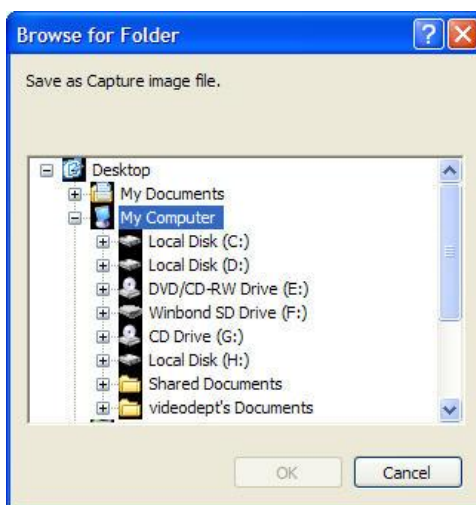 Browse for Folder
Save as Capture image file.
Desktop
My Documents
My Computer
Local Disk (C:)
Local Disk (D:)
DVD/CD-RW Drive (E:)
Winbond SD Drive (F:)
CD Drive (G:)
Local Disk (H:)
Shared Documents
videodept's Documents
OK Cancel